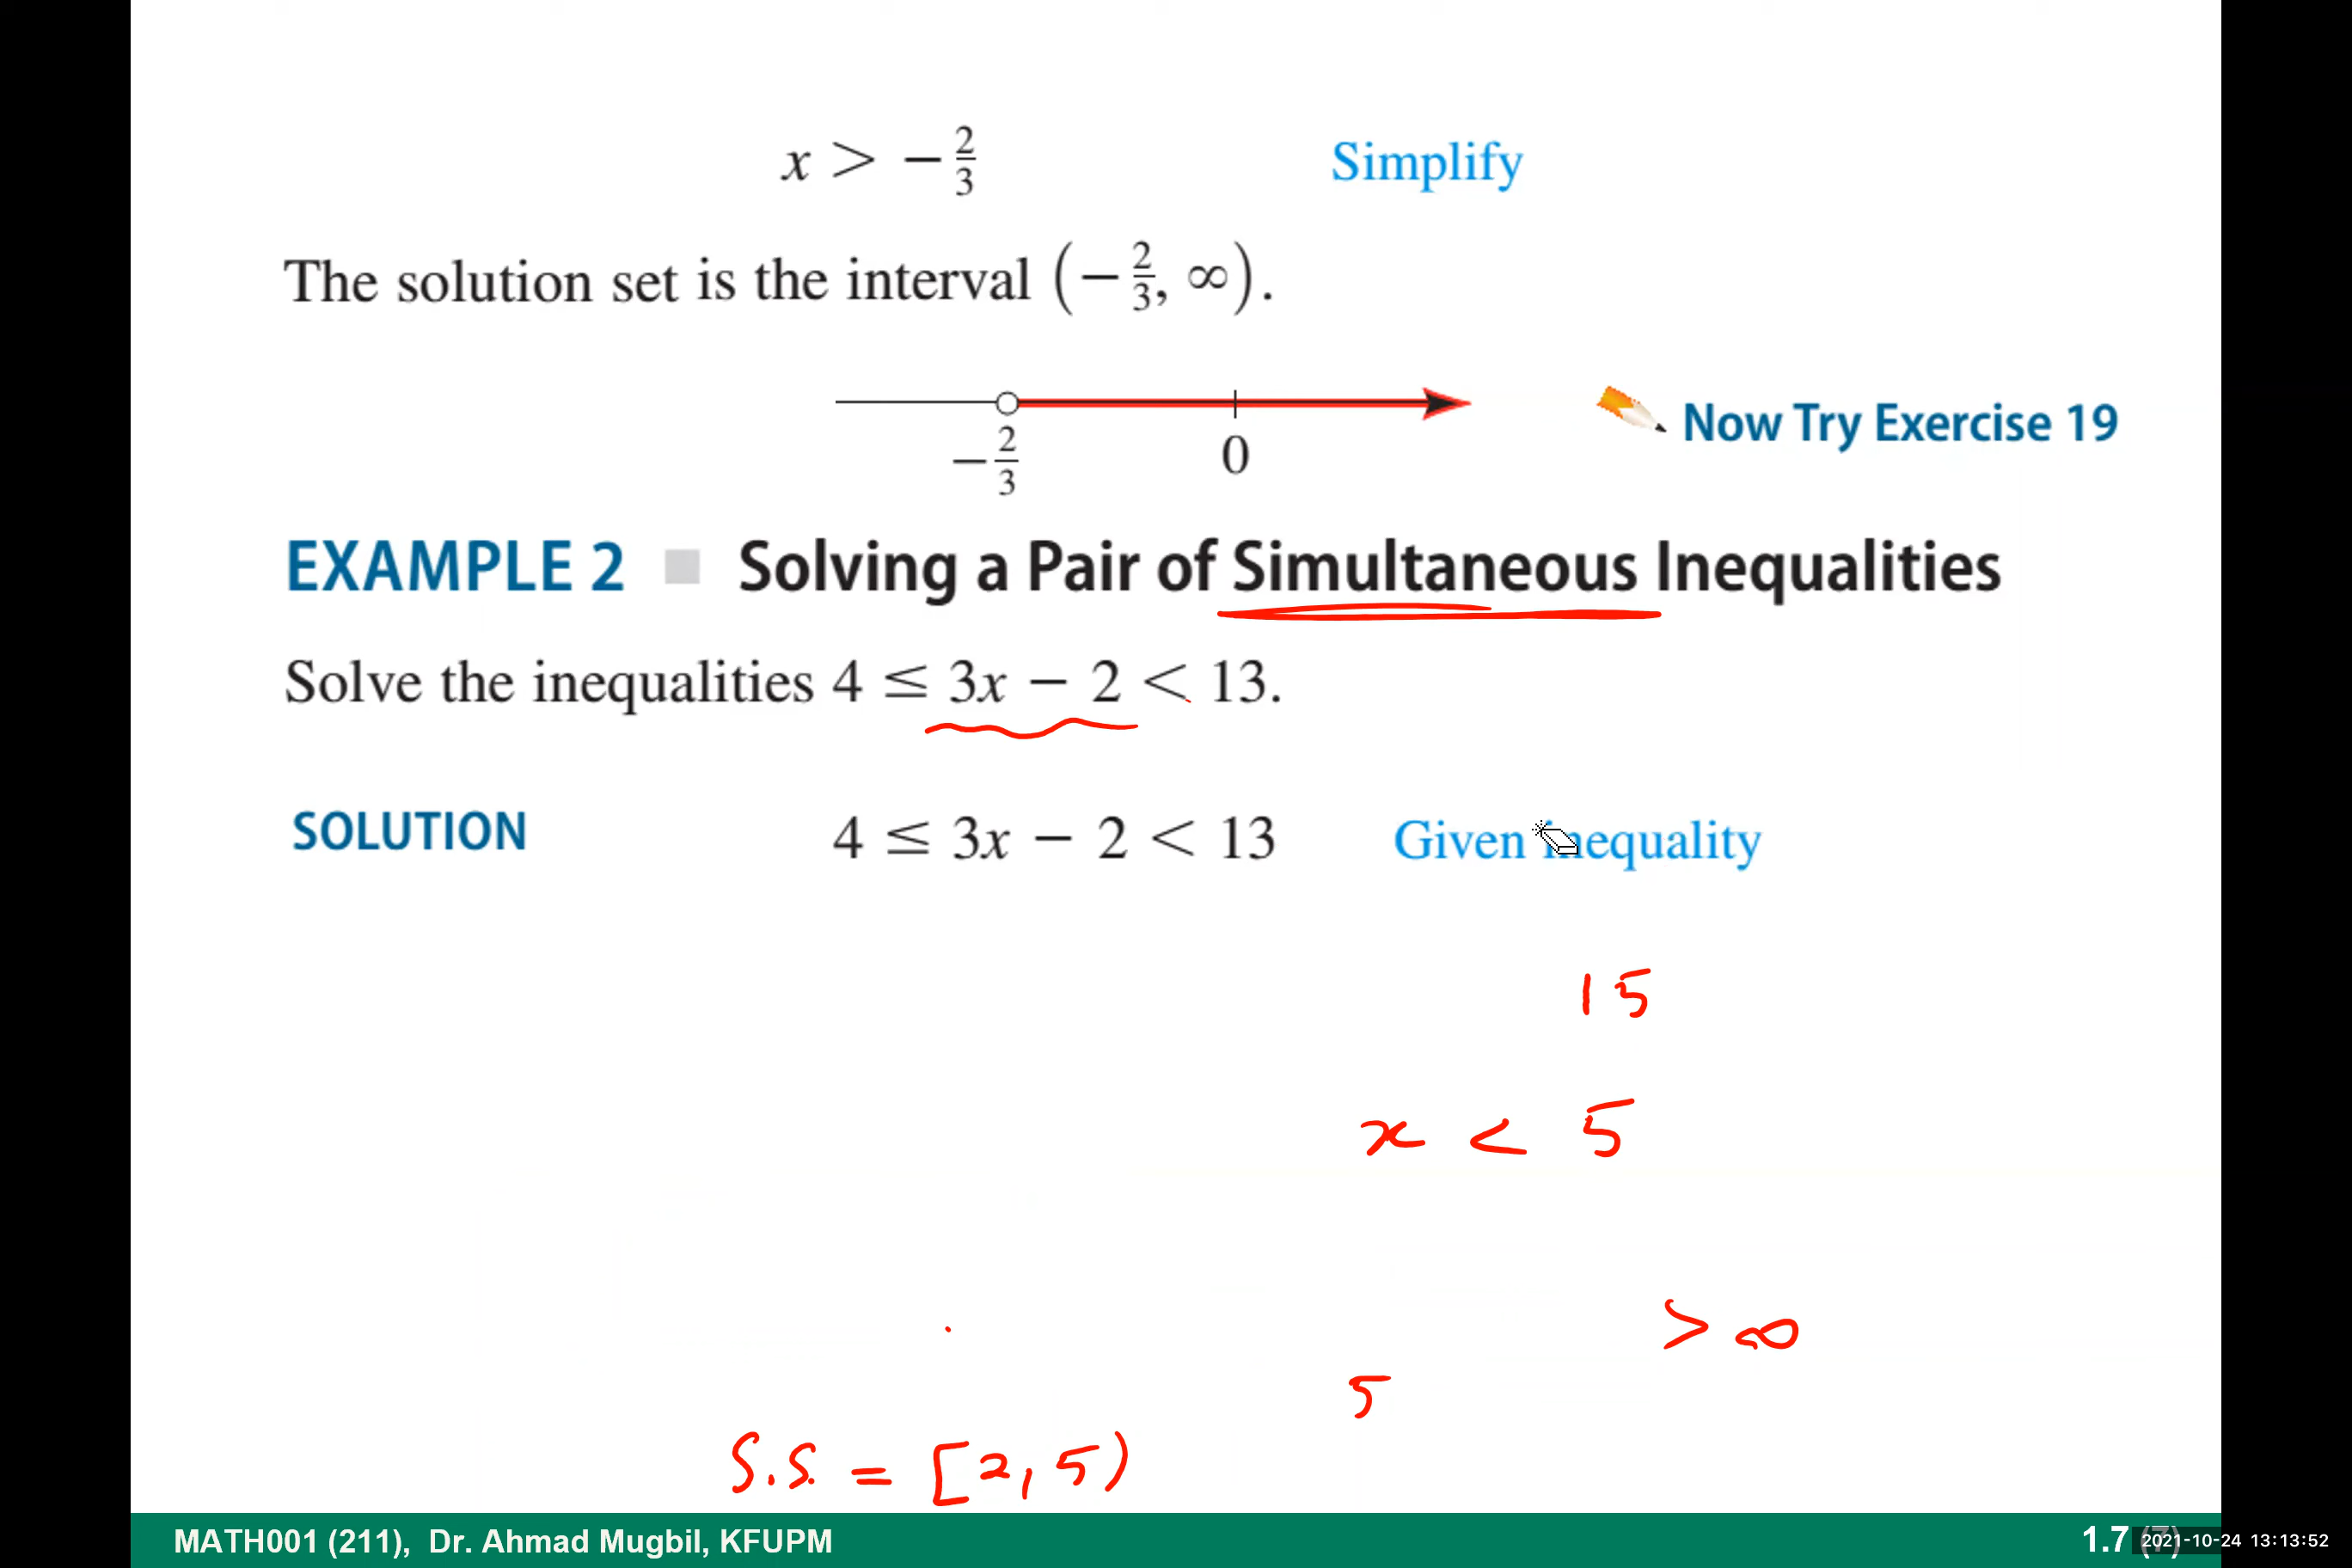 x > −2/3 Simplify
The solution set is the interval (−2/3, ∞).
−2/3 0
Now Try Exercise 19
EXAMPLE 2 ■ Solving a Pair of Simultaneous Inequalities
Solve the inequalities 4 ≤ 3x − 2 < 13.
SOLUTION 4 ≤ 3x − 2 < 13 Given inequality
15
x < 5
> ∞
5
S.S. = [2, 5)
MATH001 (211), Dr. Ahmad Mugbil, KFUPM 1.7 (7) 2021-10-24 13:13:52